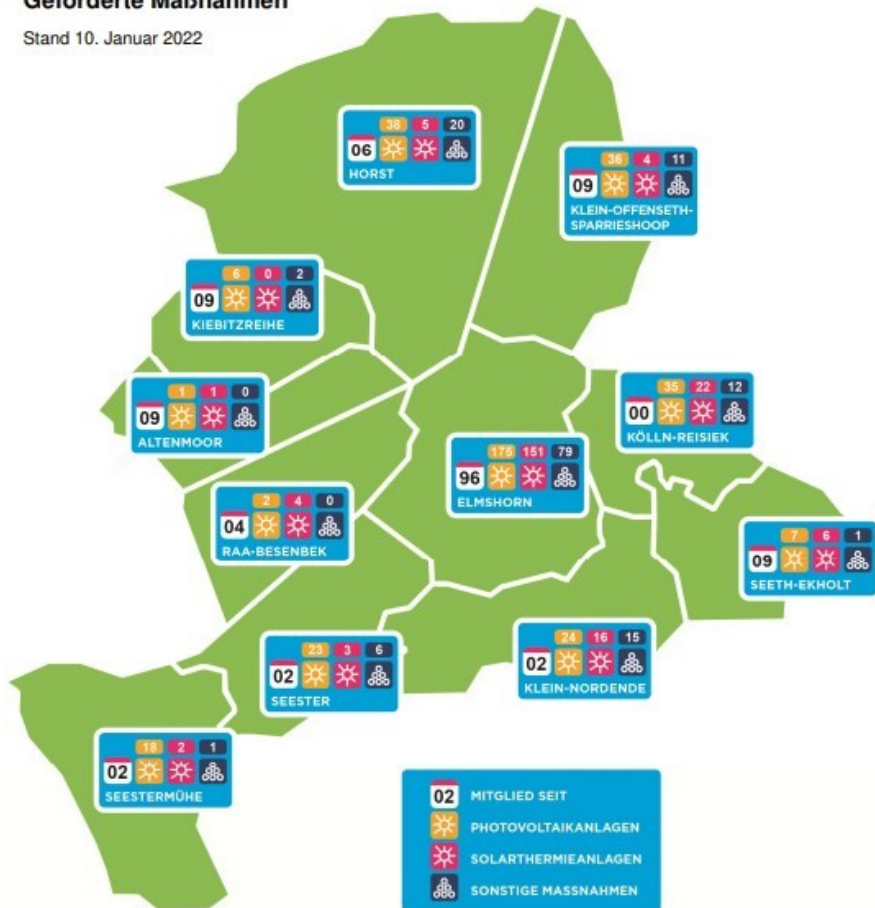 Geförderte Maßnahmen
Stand 10. Januar 2022
38 5 20
06
HORST
36 4 11
09
KLEIN-OFFENSETH-
SPARRIESHOOP
6 0 2
09
KIEBITZREIHE
1 1 0
09
ALTENMOOR
35 22 12
00
KÖLLN-REISIEK
175 151 79
96
ELMSHORN
2 4 0
04
RAA-BESENBEK
7 6 1
09
SEETH-EKHOLT
23 3 6
02
SEESTER
24 16 15
02
KLEIN-NORDENDE
18 2 1
02
SEESTERMÜHE
02 MITGLIED SEIT
PHOTOVOLTAIKANLAGEN
SOLARTHERMIEANLAGEN
SONSTIGE MASSNAHMEN